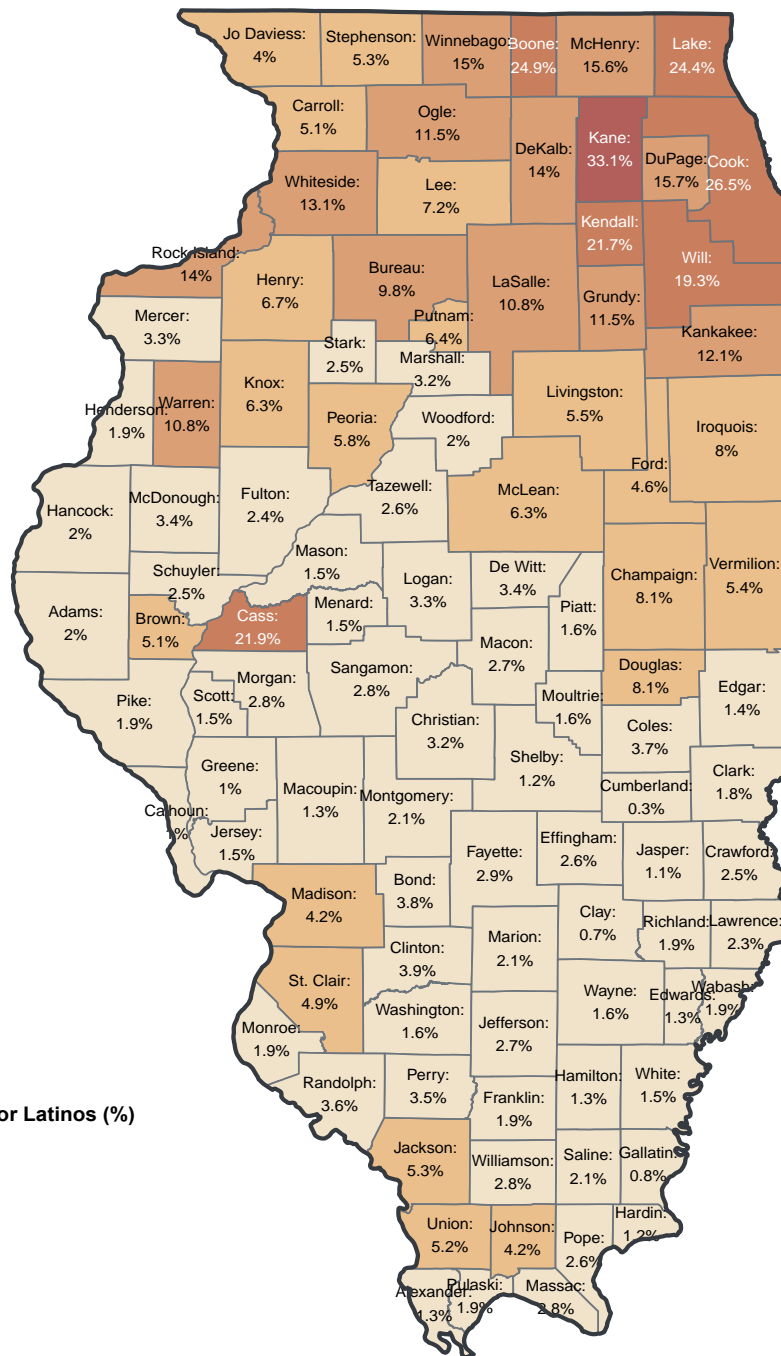 Jo Daviess:
4%
Stephenson:
5.3%
Winnebago:
15%
Boone:
24.9%
McHenry:
15.6%
Lake:
24.4%
Carroll:
5.1%
Ogle:
11.5%
DeKalb:
14%
Kane:
33.1%
DuPage:
15.7%
Cook:
26.5%
Whiteside:
13.1%
Lee:
7.2%
Kendall:
21.7%
Will:
19.3%
Rock Island:
14%
Henry:
6.7%
Bureau:
9.8%
LaSalle:
10.8%
Grundy:
11.5%
Putnam:
6.4%
Kankakee:
12.1%
Mercer:
3.3%
Stark:
2.5%
Marshall:
3.2%
Henderson:
1.9%
Warren:
10.8%
Knox:
6.3%
Peoria:
5.8%
Woodford:
2%
Livingston:
5.5%
Iroquois:
8%
Ford:
4.6%
Hancock:
2%
McDonough:
3.4%
Fulton:
2.4%
Tazewell:
2.6%
McLean:
6.3%
Mason:
1.5%
Schuyler:
2.5%
Logan:
3.3%
De Witt:
3.4%
Champaign:
8.1%
Vermilion:
5.4%
Adams:
2%
Brown:
5.1%
Cass:
21.9%
Menard:
1.5%
Piatt:
1.6%
Macon:
2.7%
Pike:
1.9%
Scott:
1.5%
Morgan:
2.8%
Sangamon:
2.8%
Christian:
3.2%
Moultrie:
1.6%
Douglas:
8.1%
Edgar:
1.4%
Coles:
3.7%
Shelby:
1.2%
Greene:
1%
Macoupin:
1.3%
Montgomery:
2.1%
Cumberland:
0.3%
Clark:
1.8%
Calhoun:
1%
Jersey:
1.5%
Fayette:
2.9%
Effingham:
2.6%
Jasper:
1.1%
Crawford:
2.5%
Madison:
4.2%
Bond:
3.8%
Clay:
0.7%
Richland:
1.9%
Lawrence:
2.3%
Marion:
2.1%
Clinton:
3.9%
St. Clair:
4.9%
Wayne:
1.6%
Edwards:
1.3%
Wabash:
1.9%
Washington:
1.6%
Jefferson:
2.7%
Monroe:
1.9%
Randolph:
3.6%
Perry:
3.5%
Franklin:
1.9%
Hamilton:
1.3%
White:
1.5%
or Latinos (%)
Jackson:
5.3%
Williamson:
2.8%
Saline:
2.1%
Gallatin:
0.8%
Union:
5.2%
Johnson:
4.2%
Pope:
2.6%
Hardin:
1.2%
Alexander:
1.3%
Pulaski:
1.9%
Massac:
2.8%